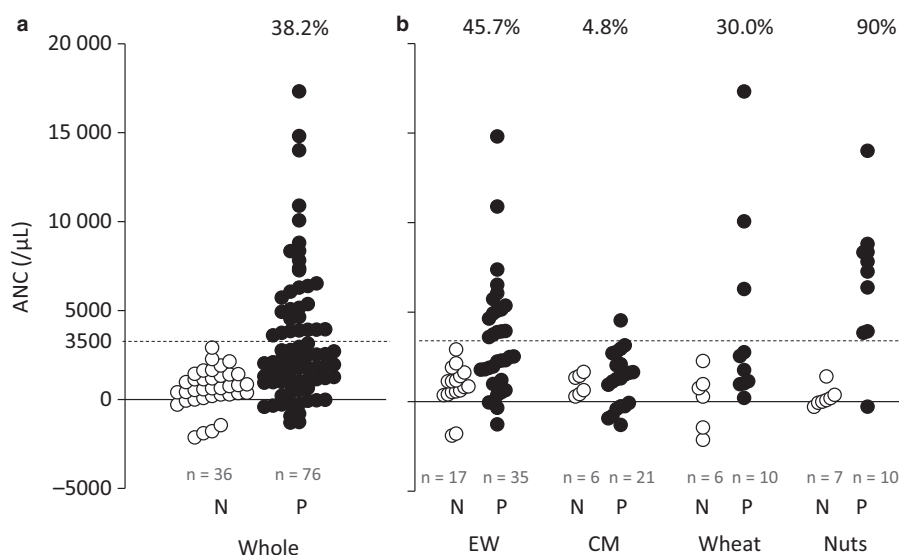 a
38.2%
b
45.7%
4.8%
30.0%
90%
20 000
15 000
10 000
5000
3500
0
−5000
ANC (/μL)
n = 36
n = 76
n = 17
n = 35
n = 6
n = 21
n = 6
n = 10
n = 7
n = 10
N
P
N
P
N
P
N
P
N
P
Whole
EW
CM
Wheat
Nuts